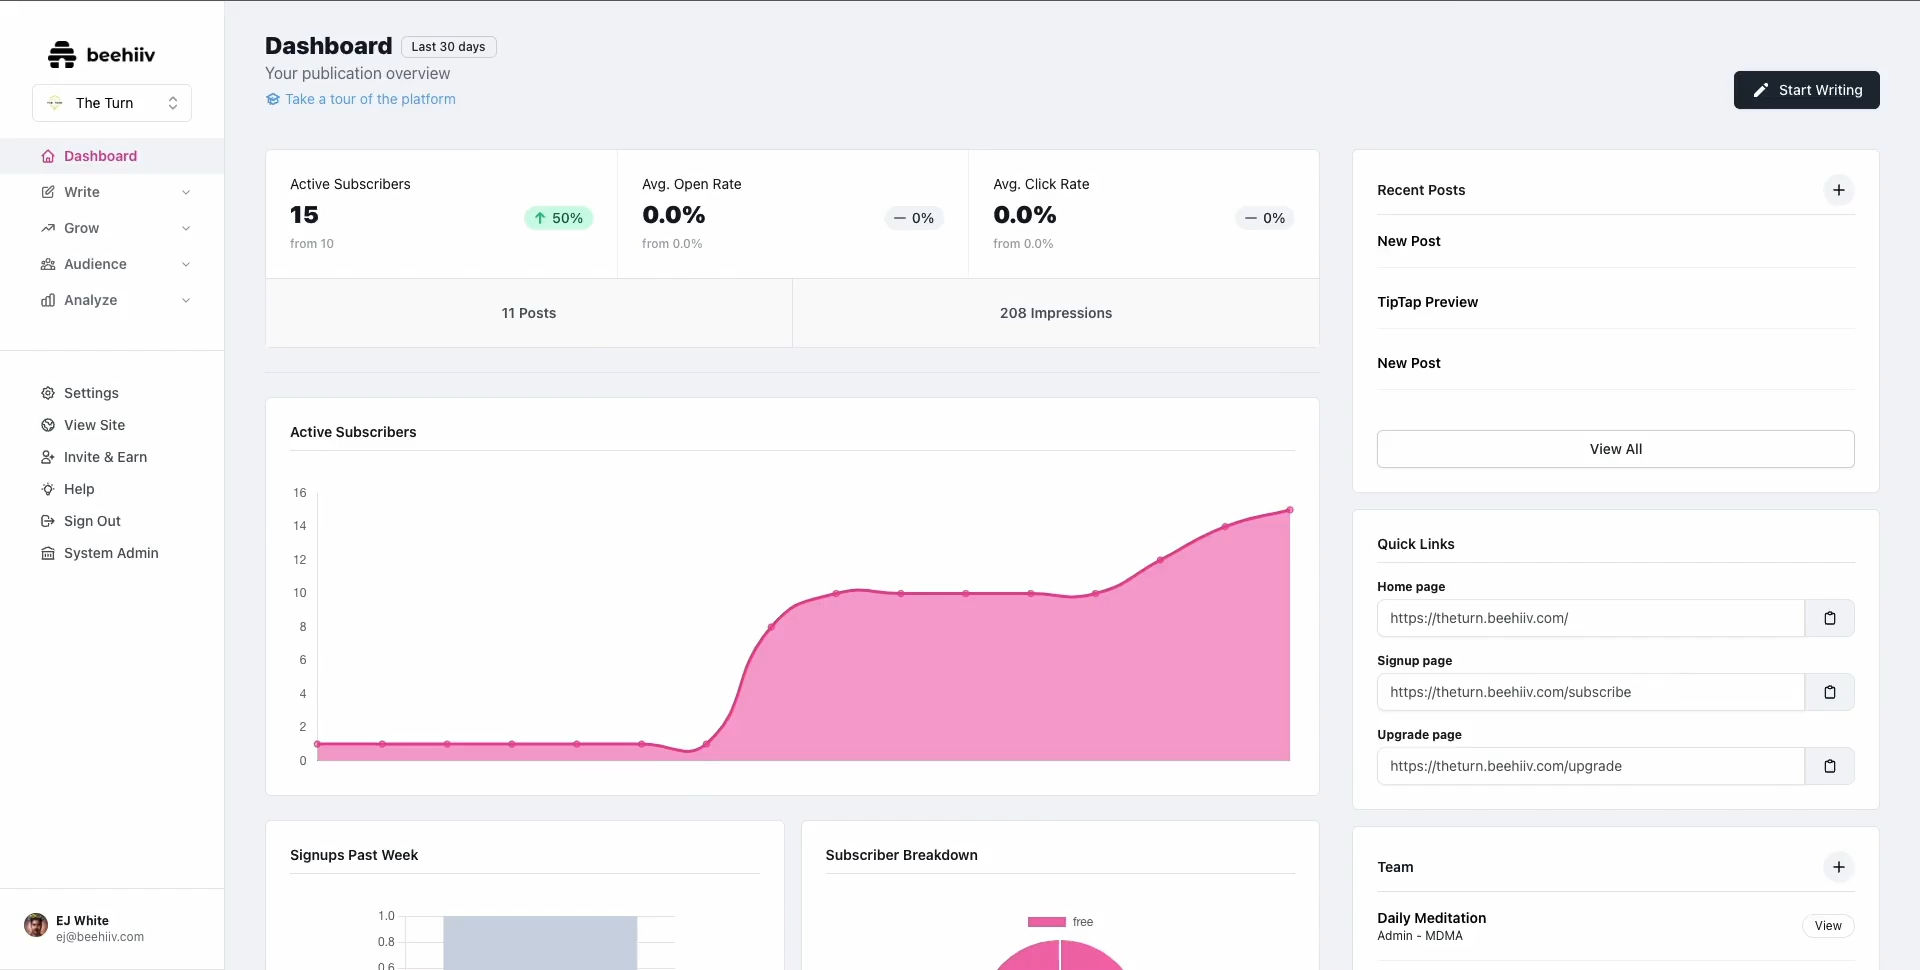 beehiiv
The Turn
Dashboard
Write
Grow
Audience
Analyze
Settings
View Site
Invite & Earn
Help
Sign Out
System Admin
EJ White
ej@beehiiv.com
Dashboard Last 30 days
Your publication overview
Take a tour of the platform
Start Writing
Active Subscribers
15
50%
from 10
Avg. Open Rate
0.0%
0%
from 0.0%
Avg. Click Rate
0.0%
0%
from 0.0%
11 Posts
208 Impressions
Active Subscribers
16
14
12
10
8
6
4
2
0
Signups Past Week
1.0
0.8
0.6
Subscriber Breakdown
free
Recent Posts
New Post
TipTap Preview
New Post
View All
Quick Links
Home page
https://theturn.beehiiv.com/
Signup page
https://theturn.beehiiv.com/subscribe
Upgrade page
https://theturn.beehiiv.com/upgrade
Team
Daily Meditation
Admin - MDMA
View